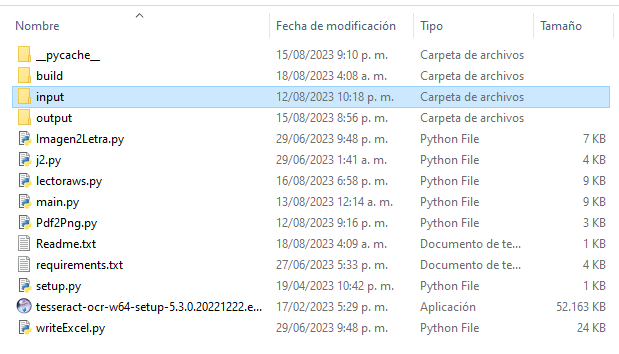 Nombre Fecha de modificación Tipo Tamaño
__pycache__ 15/08/2023 9:10 p. m. Carpeta de archivos
build 18/08/2023 4:08 a. m. Carpeta de archivos
input 12/08/2023 10:18 p. m. Carpeta de archivos
output 15/08/2023 8:56 p. m. Carpeta de archivos
Imagen2Letra.py 29/06/2023 9:48 p. m. Python File 7 KB
j2.py 29/06/2023 1:41 a. m. Python File 4 KB
lectoraws.py 16/08/2023 6:58 p. m. Python File 9 KB
main.py 13/08/2023 12:14 a. m. Python File 9 KB
Pdf2Png.py 12/08/2023 9:16 p. m. Python File 3 KB
Readme.txt 18/08/2023 4:09 a. m. Documento de te... 1 KB
requirements.txt 27/06/2023 5:33 p. m. Documento de te... 4 KB
setup.py 19/04/2023 10:42 p. m. Python File 1 KB
tesseract-ocr-w64-setup-5.3.0.20221222.e... 17/02/2023 5:29 p. m. Aplicación 52.163 KB
writeExcel.py 29/06/2023 9:48 p. m. Python File 24 KB